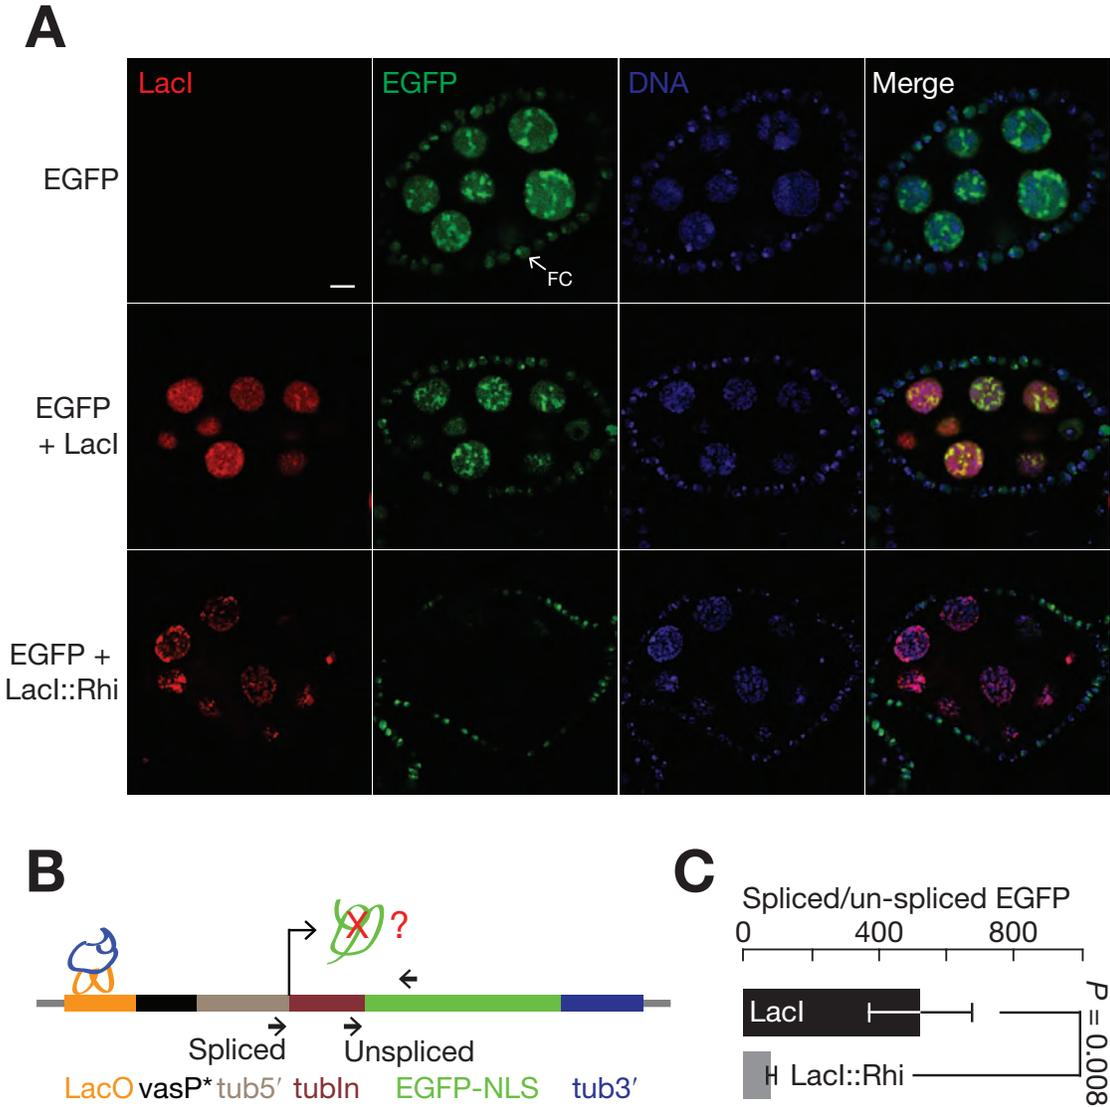 A
LacI EGFP DNA Merge
EGFP
FC
EGFP
+ LacI
EGFP +
LacI::Rhi
B
X ?
Spliced Unspliced
LacO vasP* tub5′ tubIn EGFP-NLS tub3′
C
Spliced/un-spliced EGFP
0 400 800
LacI
LacI::Rhi
P = 0.008